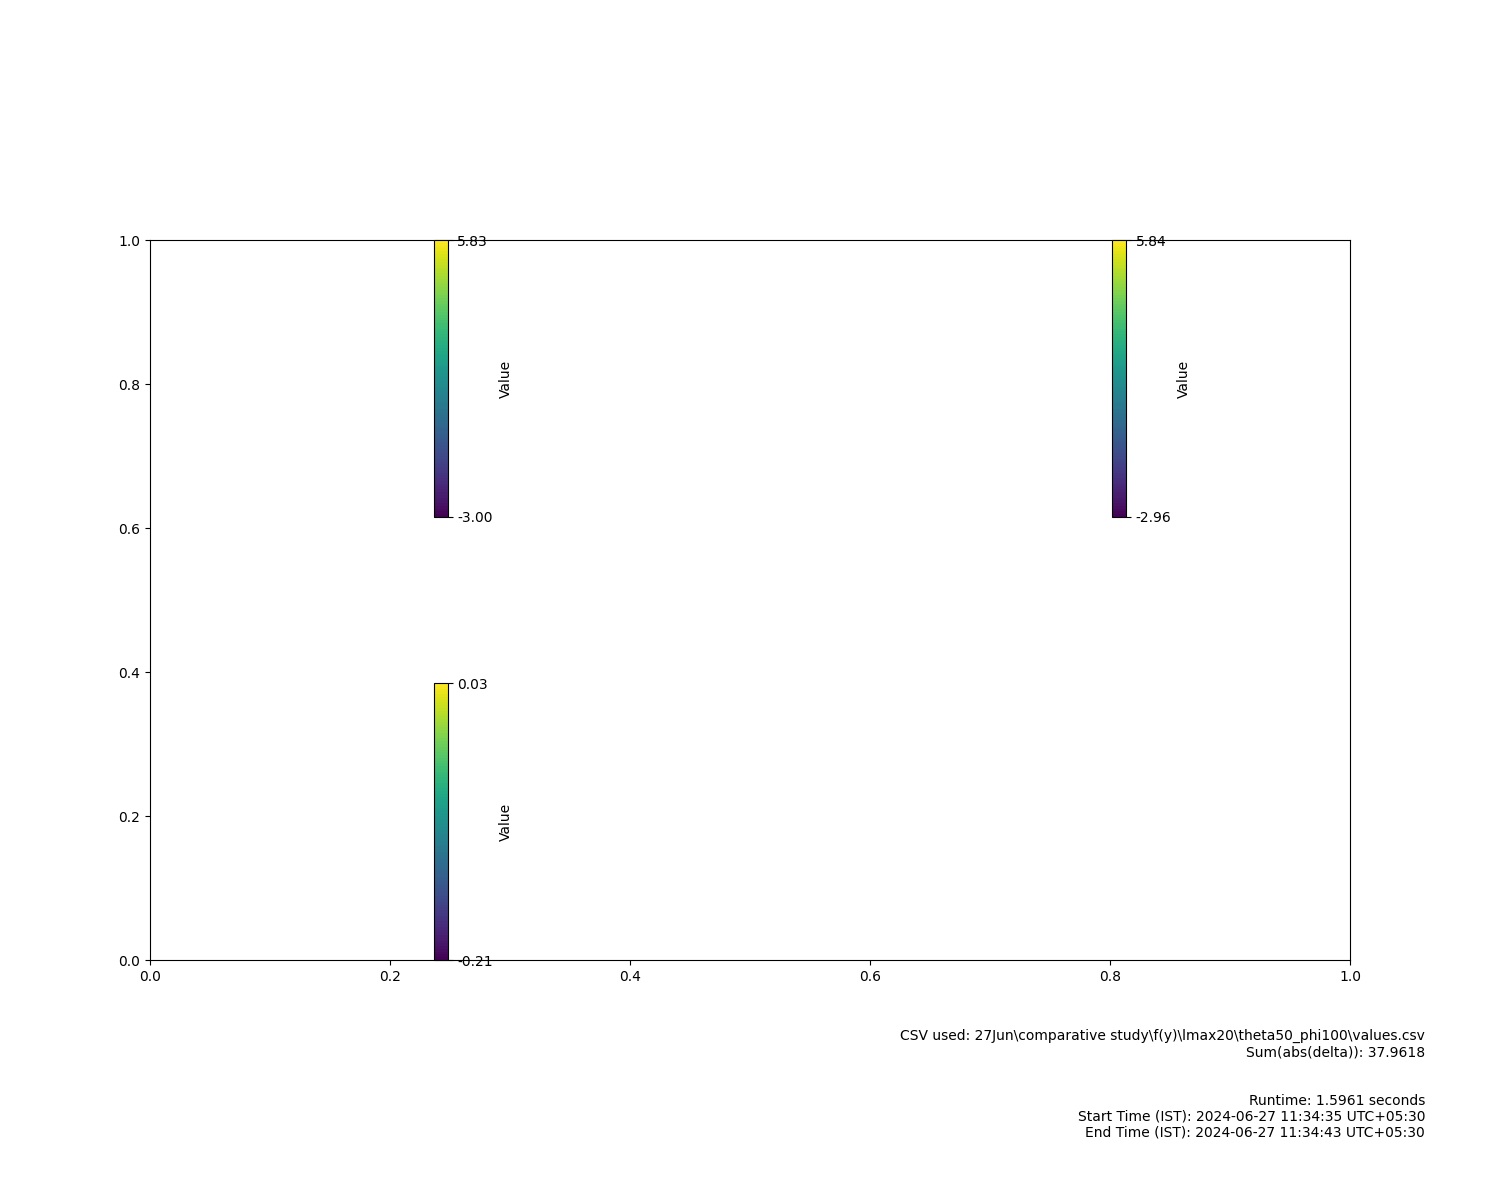 1.0
5.83
5.84
0.8
Value
Value
0.6
-3.00
-2.96
0.4
0.03
0.2
Value
0.0
-0.21
0.0
0.2
0.4
0.6
0.8
1.0
CSV used: 27Jun\comparative study\f(y)\lmax20\theta50_phi100\values.csv
Sum(abs(delta)): 37.9618
Runtime: 1.5961 seconds
Start Time (IST): 2024-06-27 11:34:35 UTC+05:30
End Time (IST): 2024-06-27 11:34:43 UTC+05:30